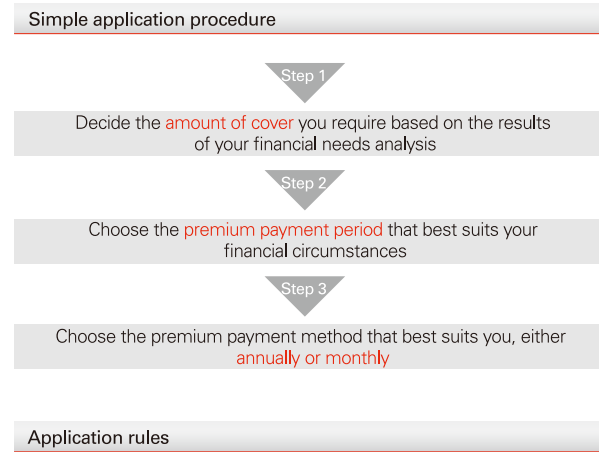 Simple application procedure
Step 1
Decide the amount of cover you require based on the results
of your financial needs analysis
Step 2
Choose the premium payment period that best suits your
financial circumstances
Step 3
Choose the premium payment method that best suits you, either
annually or monthly
Application rules